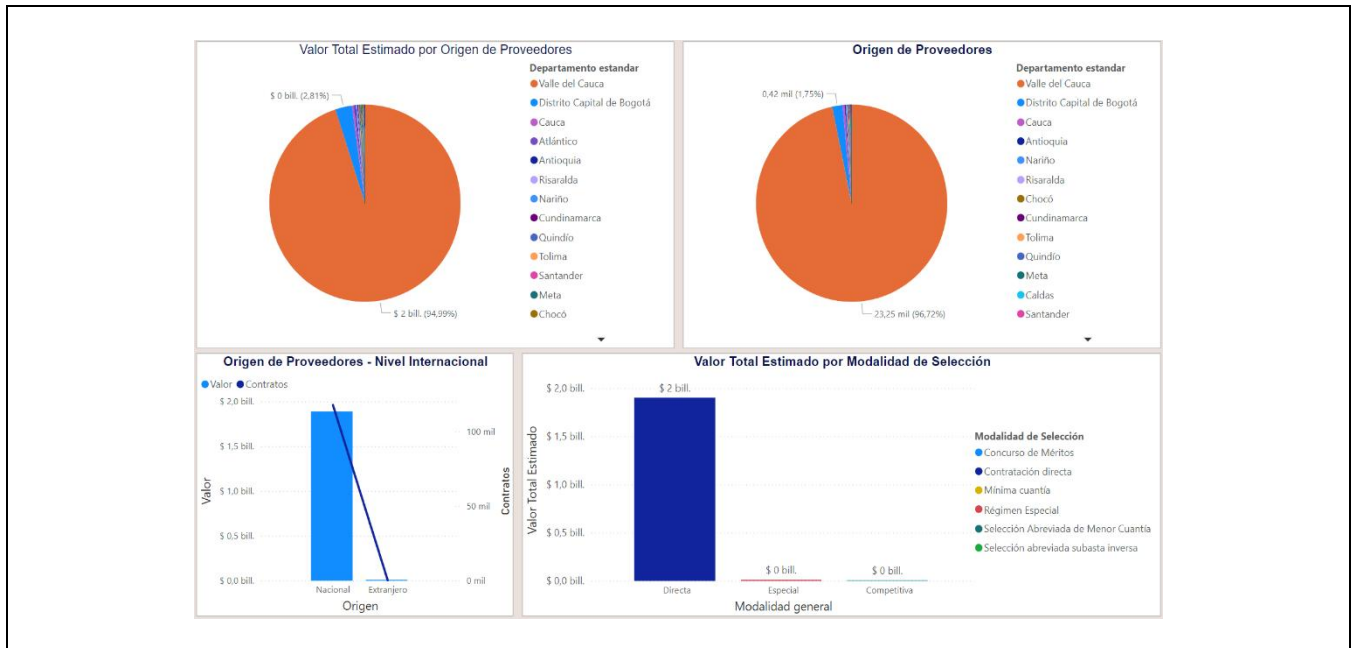 Valor Total Estimado por Origen de Proveedores
Departamento estandar
Valle del Cauca
Distrito Capital de Bogotá
Cauca
Atlántico
Antioquia
Risaralda
Nariño
Cundinamarca
Quindío
Tolima
Santander
Meta
Chocó
$ 0 bill. (2,81%)
$ 2 bill. (94,99%)
Origen de Proveedores
Departamento estandar
Valle del Cauca
Distrito Capital de Bogotá
Cauca
Antioquia
Nariño
Risaralda
Chocó
Cundinamarca
Tolima
Quindío
Meta
Caldas
Santander
0,42 mil (1,75%)
23,25 mil (96,72%)
Origen de Proveedores - Nivel Internacional
Valor Contratos
$ 2,0 bill.
$ 1,5 bill.
$ 1,0 bill.
$ 0,5 bill.
$ 0,0 bill.
Valor
100 mil
50 mil
0 mil
Contratos
Nacional Extranjero
Origen
Valor Total Estimado por Modalidad de Selección
$ 2,0 bill.
$ 1,5 bill.
$ 1,0 bill.
$ 0,5 bill.
$ 0,0 bill.
Valor Total Estimado
$ 2 bill.
$ 0 bill.
$ 0 bill.
Directa Especial Competitiva
Modalidad general
Modalidad de Selección
Concurso de Méritos
Contratación directa
Mínima cuantía
Régimen Especial
Selección Abreviada de Menor Cuantía
Selección abreviada subasta inversa